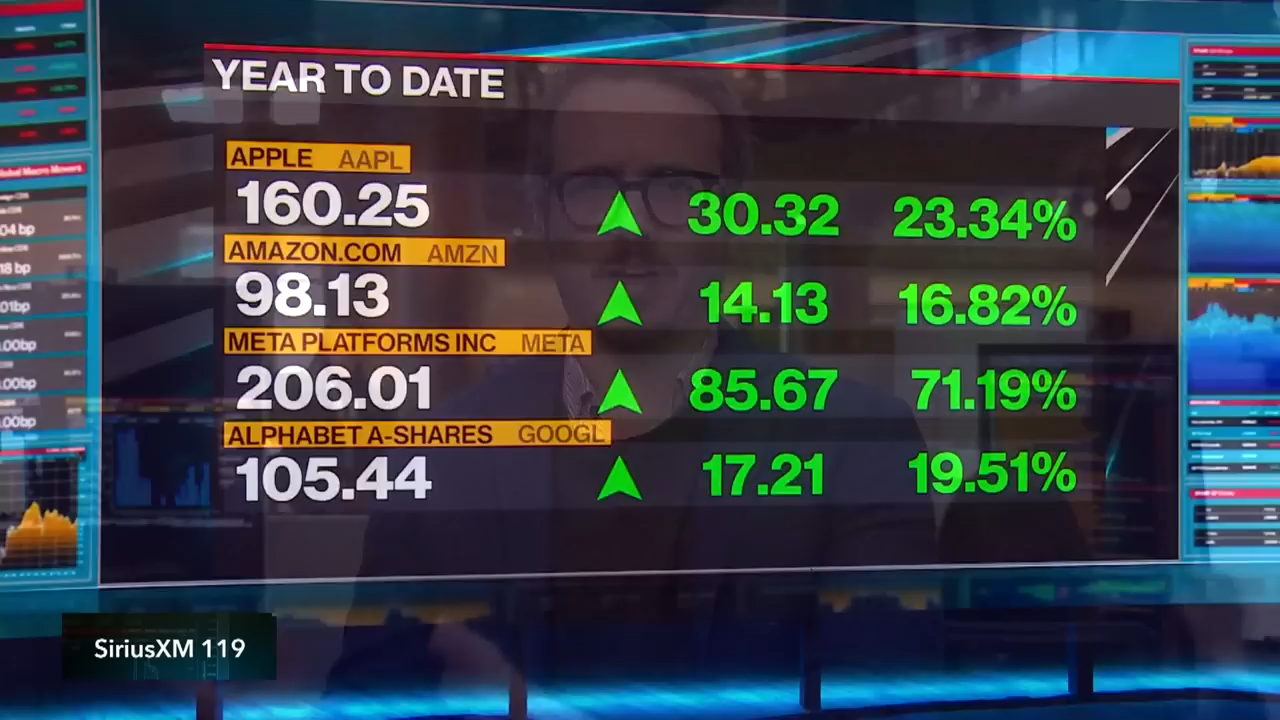 YEAR TO DATE
APPLE AAPL
160.25 30.32 23.34%
AMAZON.COM AMZN
98.13 14.13 16.82%
META PLATFORMS INC META
206.01 85.67 71.19%
ALPHABET A-SHARES GOOGL
105.44 17.21 19.51%
SiriusXM 119